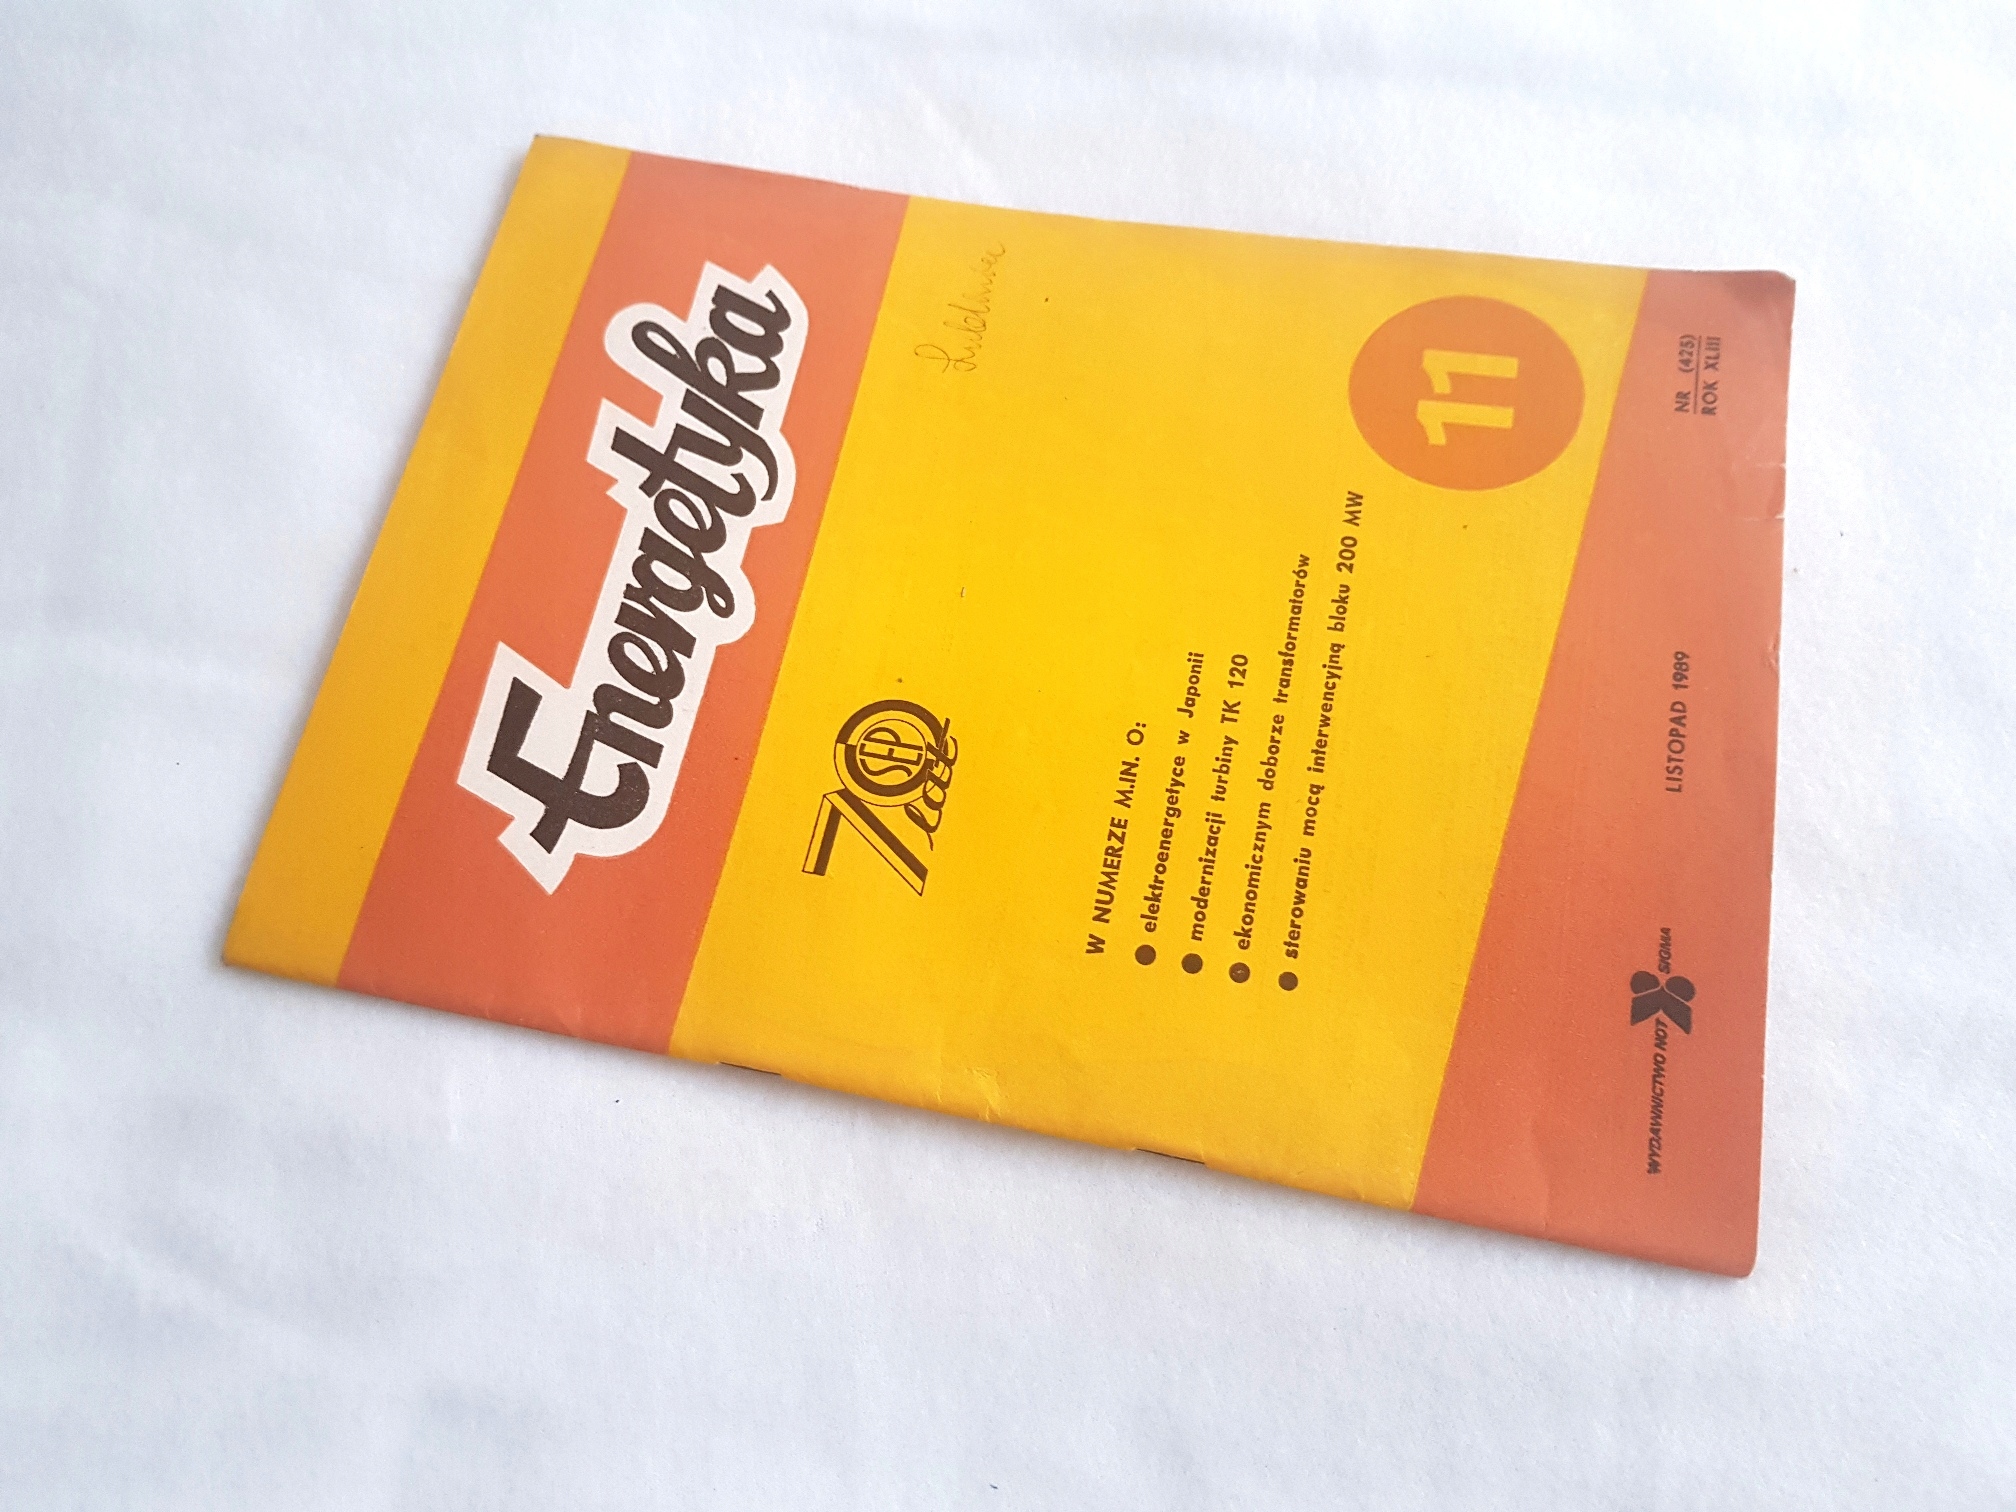 Energetyka
70 lat
SEP
W NUMERZE M.IN. O:
● elektroenergetyce w Japonii
● modernizacji turbiny TK 120
● ekonomicznym doborze transformatorów
● sterowaniu mocą interwencyjną bloku 200 MW
11
WYDAWNICTWO NOT SIGMA
LISTOPAD 1989
NR (425)
ROK XLIII